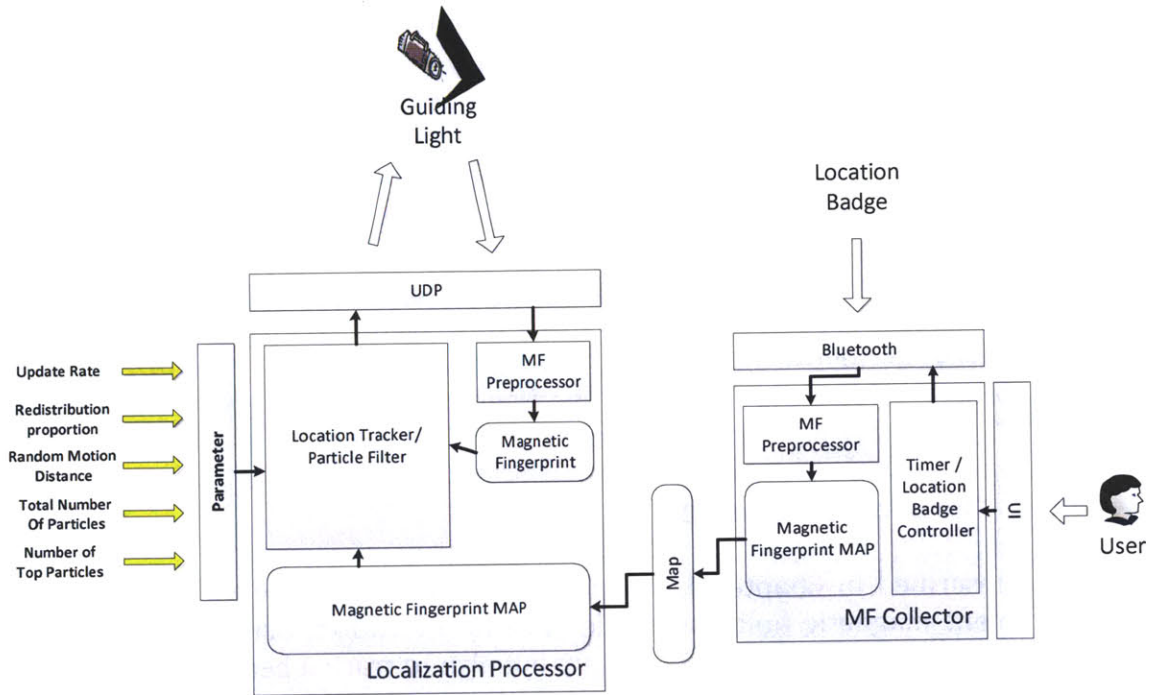 Guiding
Light
Location
Badge
UDP
Bluetooth
MF
Preprocessor
Update Rate
Redistribution
proportion
Random Motion
Distance
Total Number
Of Particles
Number of
Top Particles
Parameter
Location Tracker/
Particle Filter
Magnetic
Fingerprint
Magnetic Fingerprint MAP
Localization Processor
Map
MF
Preprocessor
Magnetic
Fingerprint MAP
Timer /
Location
Badge
Controller
MF Collector
UI
User